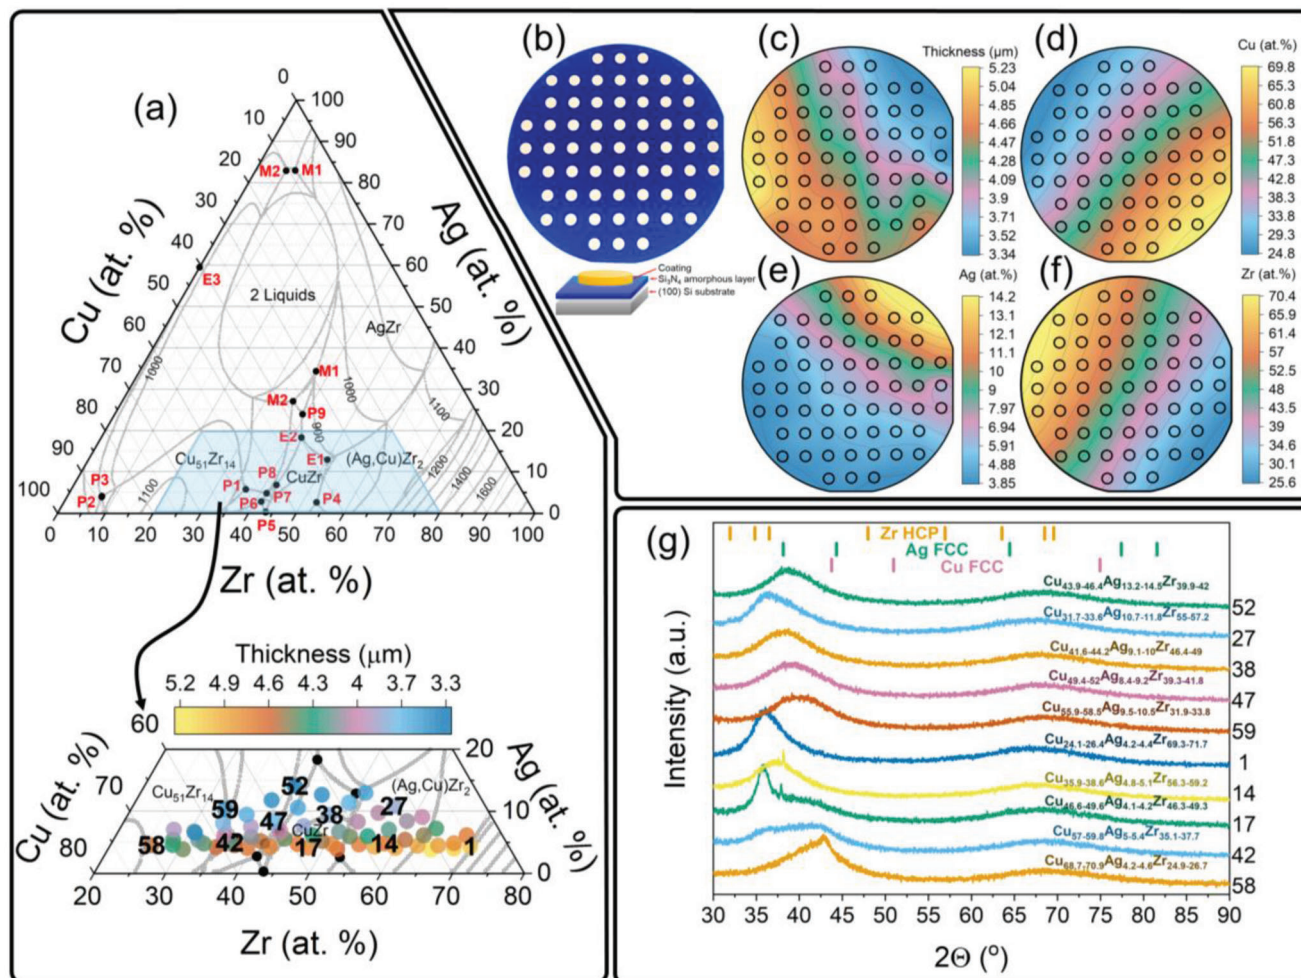 (a)
0
100
10
90
20
M2
M1
80
30
70
Cu (at. %)
Ag (at. %)
40
60
50
E3
50
2 Liquids
60
AgZr
40
70
1000
M1
1000
30
80
M2
P9
1100
900
20
90
E2
Cu51Zr14
P8
E1
(Ag,Cu)Zr2
10
100
P3
P2
1100
P1
CuZr
P7
P6
P4
1200
1400
1600
0
P5
0 10 20 30 40 50 60 70 80 90 100
Zr (at. %)
Thickness (μm)
5.2 4.9 4.6 4.3 4 3.7 3.3
60
20
Cu (at. %)
70
Cu51Zr14
52
(Ag,Cu)Zr2
Ag (at. %)
59
47
38
27
10
80
58
42
CuZr
17
14
1
0
20 30 40 50 60 70 80
Zr (at. %)
(b)
Coating
Si3N4 amorphous layer
(100) Si substrate
(c)
Thickness (μm)
5.23
5.04
4.85
4.66
4.47
4.28
4.09
3.9
3.71
3.52
3.34
(d)
Cu (at.%)
69.8
65.3
60.8
56.3
51.8
47.3
42.8
38.3
33.8
29.3
24.8
(e)
Ag (at.%)
14.2
13.1
12.1
11.1
10
9
7.97
6.94
5.91
4.88
3.85
(f)
Zr (at.%)
70.4
65.9
61.4
57
52.5
48
43.5
39
34.6
30.1
25.6
(g)
Zr HCP
Ag FCC
Cu FCC
Cu43.9-46.4Ag13.2-14.5Zr39.9-42
52
Cu31.7-33.6Ag10.7-11.8Zr55-57.2
27
Cu41.6-44.2Ag9.1-10Zr46.4-49
38
Cu49.4-52Ag8.4-9.2Zr39.3-41.8
47
Cu55.9-58.5Ag9.5-10.5Zr31.9-33.8
59
Cu24.1-26.4Ag4.2-4.4Zr69.3-71.7
1
Cu35.9-38.6Ag4.8-5.1Zr56.3-59.2
14
Cu46.6-49.6Ag4.1-4.2Zr46.3-49.3
17
Cu57-59.8Ag5-5.4Zr35.1-37.7
42
Cu68.7-70.9Ag4.2-4.6Zr24.9-26.7
58
Intensity (a.u.)
30 35 40 45 50 55 60 65 70 75 80 85 90
2Θ (°)